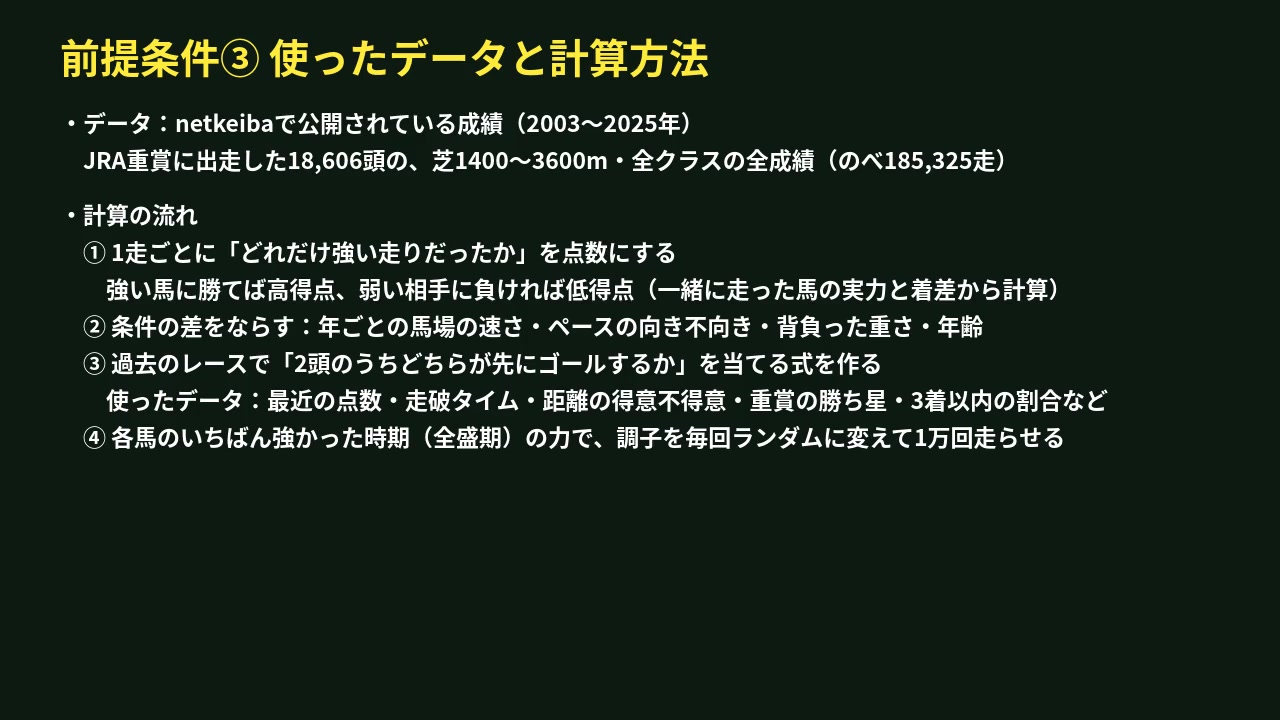 前提条件③ 使ったデータと計算方法
・データ：netkeibaで公開されている成績（2003〜2025年）
JRA重賞に出走した18,606頭の、芝1400〜3600m・全クラスの全成績（のべ185,325走）
・計算の流れ
① 1走ごとに「どれだけ強い走りだったか」を点数にする
強い馬に勝てば高得点、弱い相手に負ければ低得点（一緒に走った馬の実力と着差から計算）
② 条件の差をならす：年ごとの馬場の速さ・ペースの向き不向き・背負った重さ・年齢
③ 過去のレースで「2頭のうちどちらが先にゴールするか」を当てる式を作る
使ったデータ：最近の点数・走破タイム・距離の得意不得意・重賞の勝ち星・3着以内の割合など
④ 各馬のいちばん強かった時期（全盛期）の力で、調子を毎回ランダムに変えて1万回走らせる